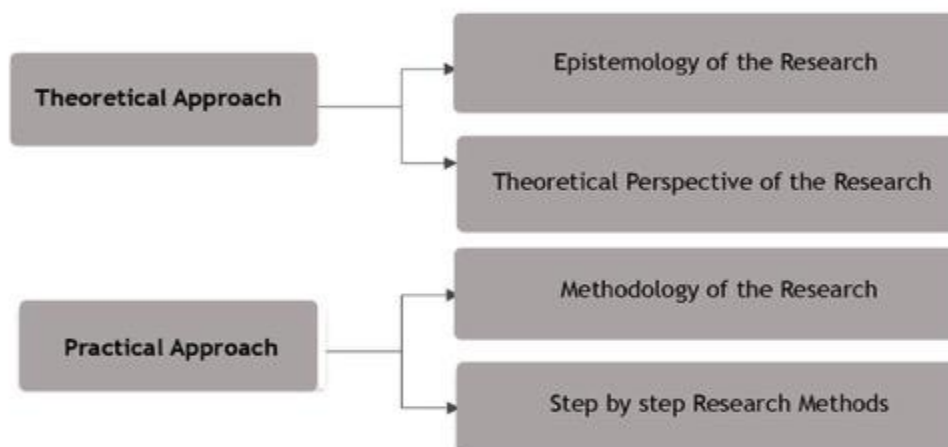 Theoretical Approach
Epistemology of the Research
Theoretical Perspective of the Research
Practical Approach
Methodology of the Research
Step by step Research Methods